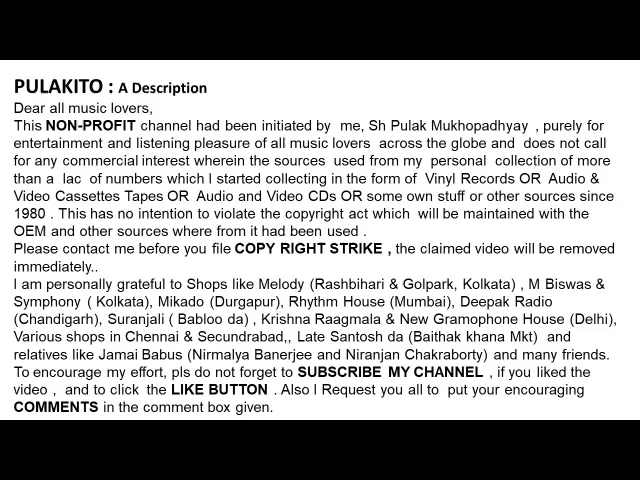 PULAKITO : A Description
Dear all music lovers,
This NON-PROFIT channel had been initiated by me, Sh Pulak Mukhopadhyay , purely for
entertainment and listening pleasure of all music lovers across the globe and does not call
for any commercial interest wherein the sources used from my personal collection of more
than a lac of numbers which I started collecting in the form of Vinyl Records OR Audio &
Video Cassettes Tapes OR Audio and Video CDs OR some own stuff or other sources since
1980 . This has no intention to violate the copyright act which will be maintained with the
OEM and other sources where from it had been used .
Please contact me before you file COPY RIGHT STRIKE , the claimed video will be removed
immediately..
I am personally grateful to Shops like Melody (Rashbihari & Golpark, Kolkata) , M Biswas &
Symphony ( Kolkata), Mikado (Durgapur), Rhythm House (Mumbai), Deepak Radio
(Chandigarh), Suranjali ( Babloo da) , Krishna Raagmala & New Gramophone House (Delhi),
Various shops in Chennai & Secundrabad,, Late Santosh da (Baithak khana Mkt) and
relatives like Jamai Babus (Nirmalya Banerjee and Niranjan Chakraborty) and many friends.
To encourage my effort, pls do not forget to SUBSCRIBE MY CHANNEL , if you liked the
video , and to click the LIKE BUTTON . Also I Request you all to put your encouraging
COMMENTS in the comment box given.